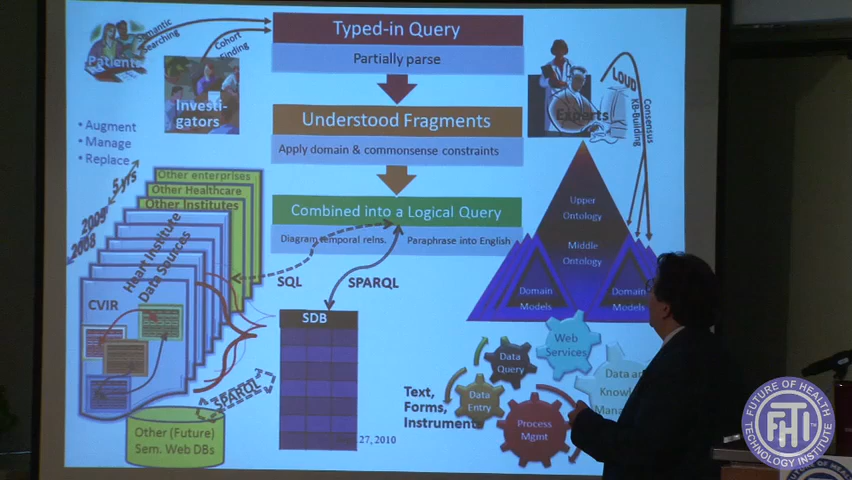 Typed-in Query
Partially parse
Semantic
Searching
Cohort
Finding
Patients
Investi-
gators
Understood Fragments
Apply domain & commonsense constraints
Combined into a Logical Query
Diagram temporal relns.
Paraphrase into English
Experts
LOUD
Consensus
KB-Building
• Augment
• Manage
• Replace
5 yrs
2009
2008
Other enterprises
Other Healthcare
Other Institutes
Heart Institute
Data Sources
CVIR
SQL
SPARQL
SDB
SPARQL
Other (Future)
Sem. Web DBs
27, 2010
Upper
Ontology
Middle
Ontology
Domain
Models
Domain
Models
Web
Services
Data
Query
Data
Entry
Process
Mgmt
Text,
Forms,
Instrument
FUTURE OF HEALTH
TECHNOLOGY INSTITUTE
FHTI